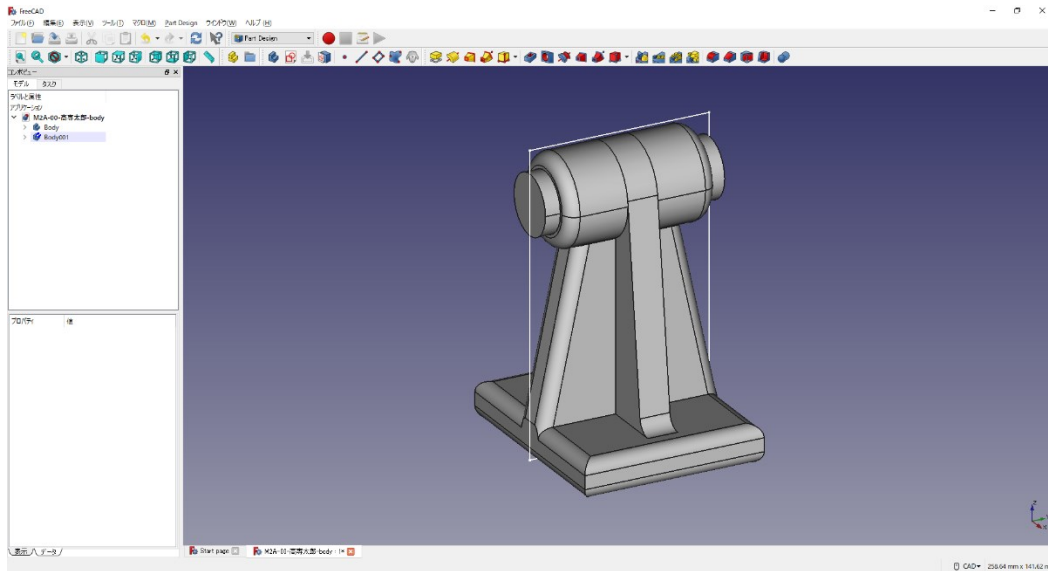 FreeCAD
ファイル(F) 編集(E) 表示(V) ツール(T) マクロ(M) Part Design ウインドウ(W) ヘルプ(H)
Part Design
コンボビュー
モデル タスク
ラベルと属性
アプリケーション
M2A-00-高専太郎-body
Body
Body001
プロパティ 値
Z
ビュー データ
Start page M2A-00-高専太郎-body : 1*
CAD 258.64 mm x 141.62 m